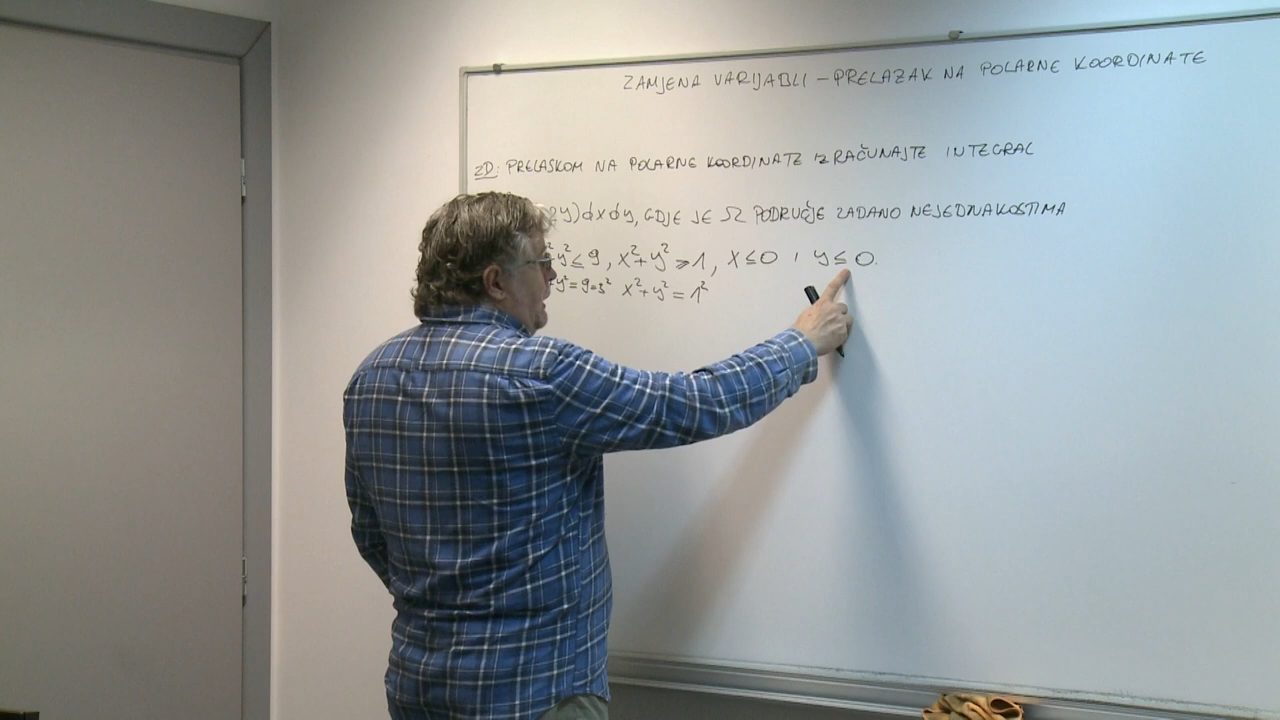 ZAMJENA VARIJABLI – PRELAZAK NA POLARNE KOORDINATE
ZD: PRELASKOM NA POLARNE KOORDINATE IZRAČUNAJTE INTEGRAL
2y)dxdy, GDJE JE Ω PODRUČJE ZADANO NEJEDNAKOSTIMA
y² ≤ 9, x²+y² ≥ 1, x ≤ 0 i y ≤ 0.
+y² = 9 = 3² x²+y² = 1²